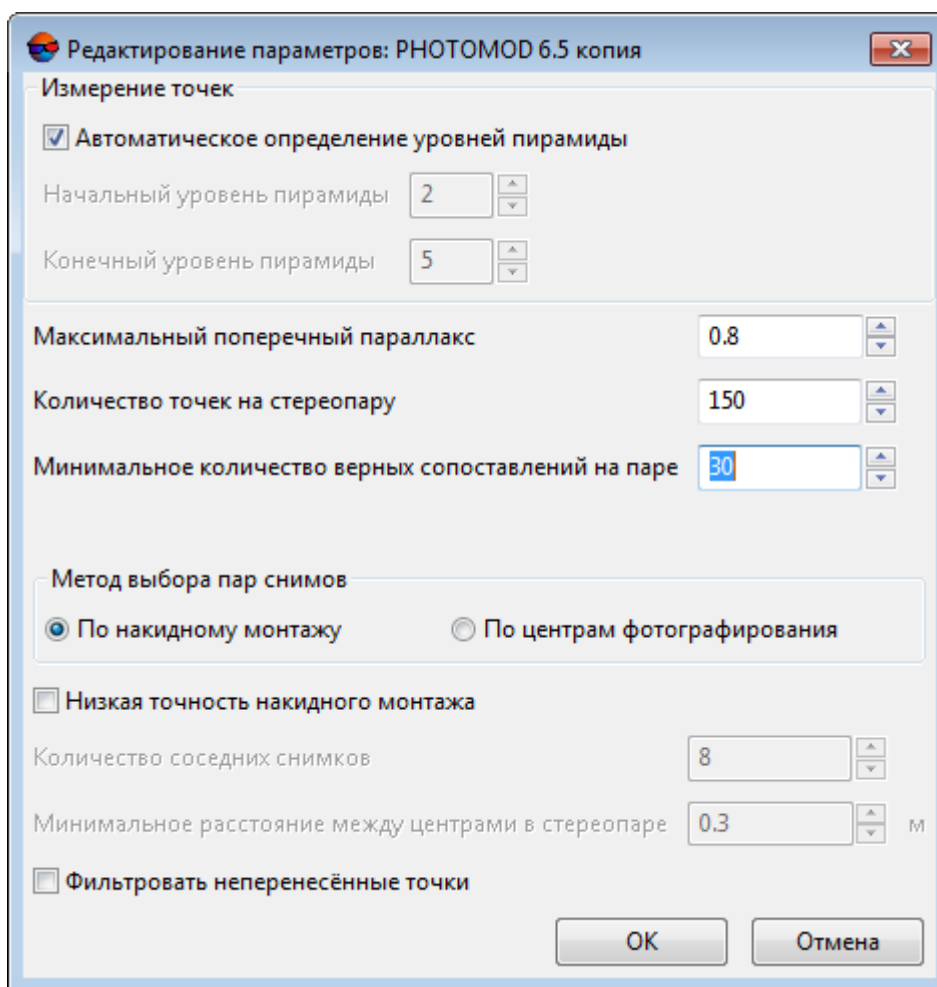 Редактирование параметров: PHOTOMOD 6.5 копия
Измерение точек
Автоматическое определение уровней пирамиды
Начальный уровень пирамиды 2
Конечный уровень пирамиды 5
Максимальный поперечный параллакс 0.8
Количество точек на стереопару 150
Минимальное количество верных сопоставлений на паре 30
Метод выбора пар снимов
По накидному монтажу По центрам фотографирования
Низкая точность накидного монтажа
Количество соседних снимков 8
Минимальное расстояние между центрами в стереопаре 0.3 м
Фильтровать неперенесённые точки
ОК Отмена